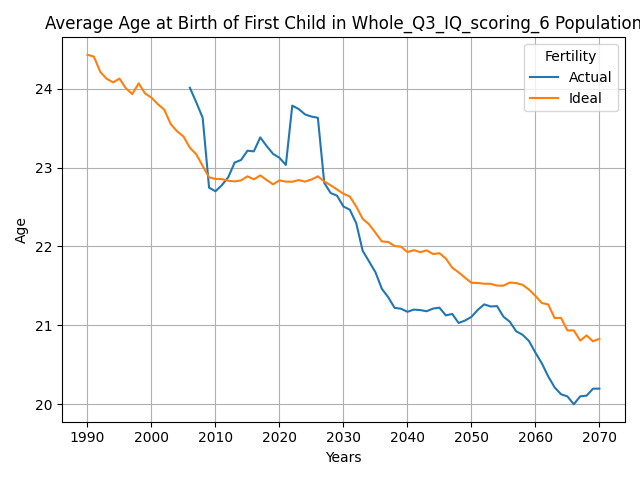 Average Age at Birth of First Child in Whole_Q3_IQ_scoring_6 Population
Fertility
Actual
Ideal
Age
24
23
22
21
20
1990
2000
2010
2020
2030
2040
2050
2060
2070
Years